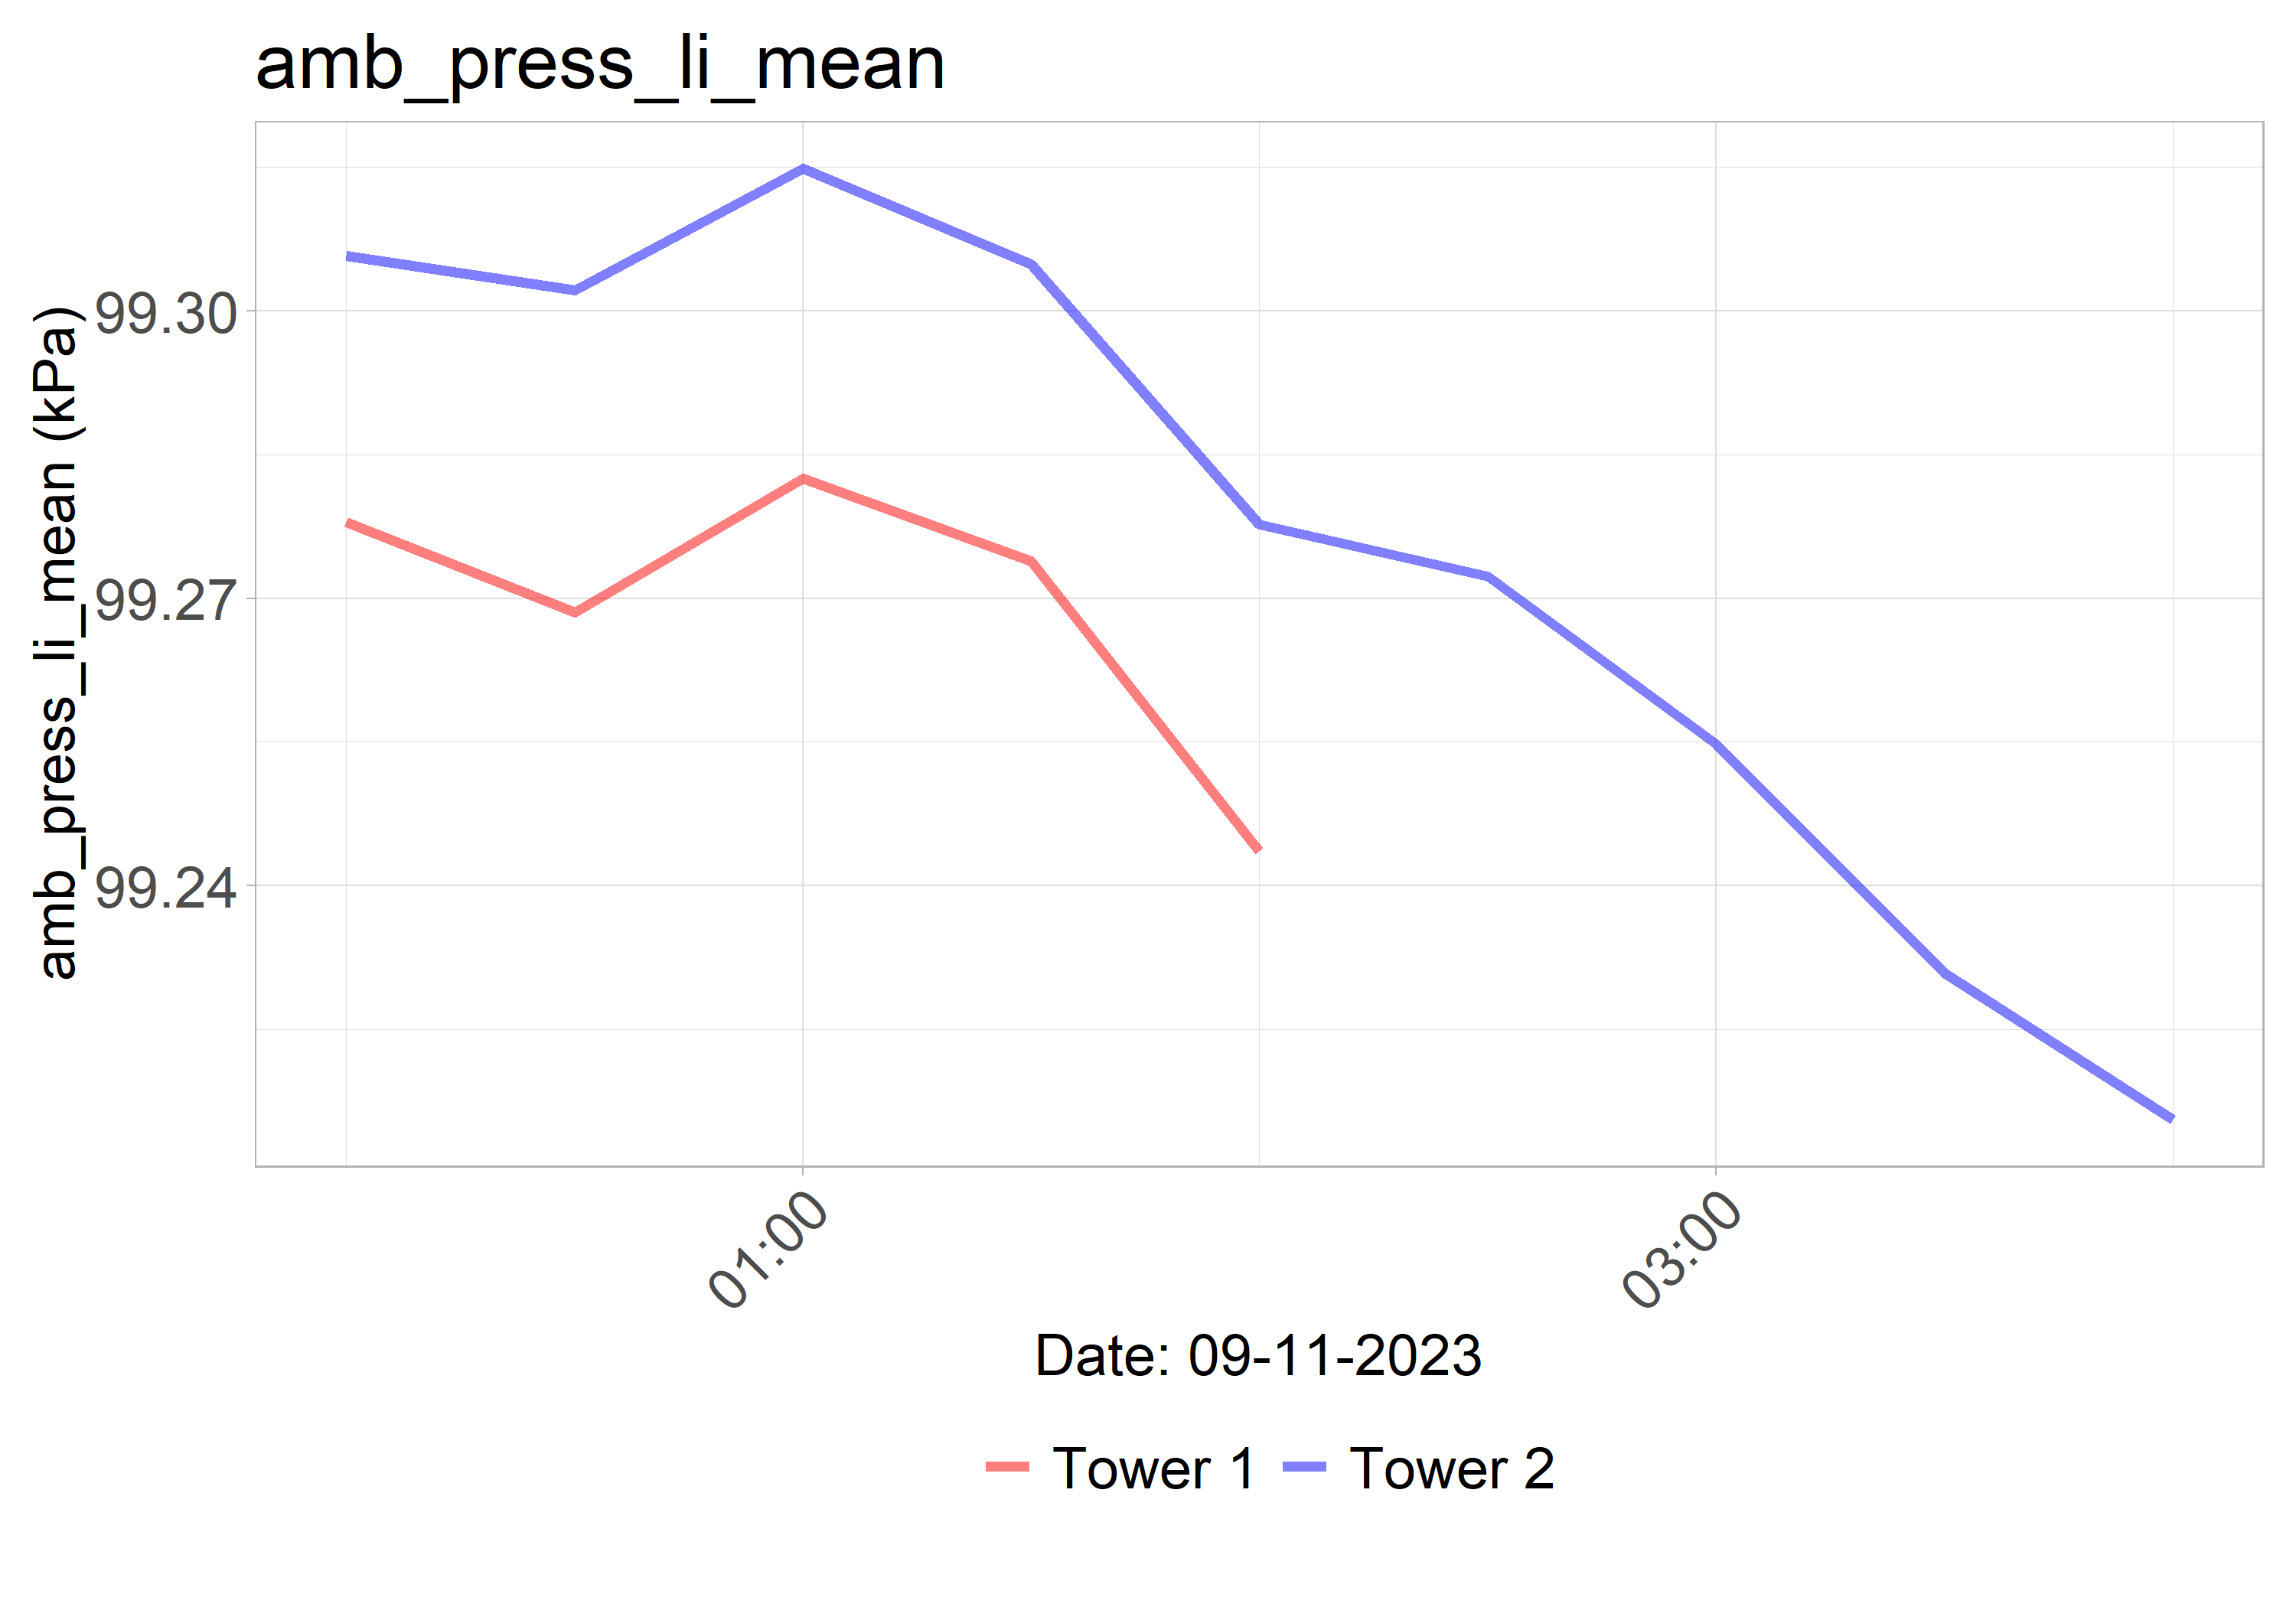 amb_press_li_mean
amb_press_li_mean (kPa)
99.30
99.27
99.24
01:00
03:00
Date: 09-11-2023
Tower 1
Tower 2